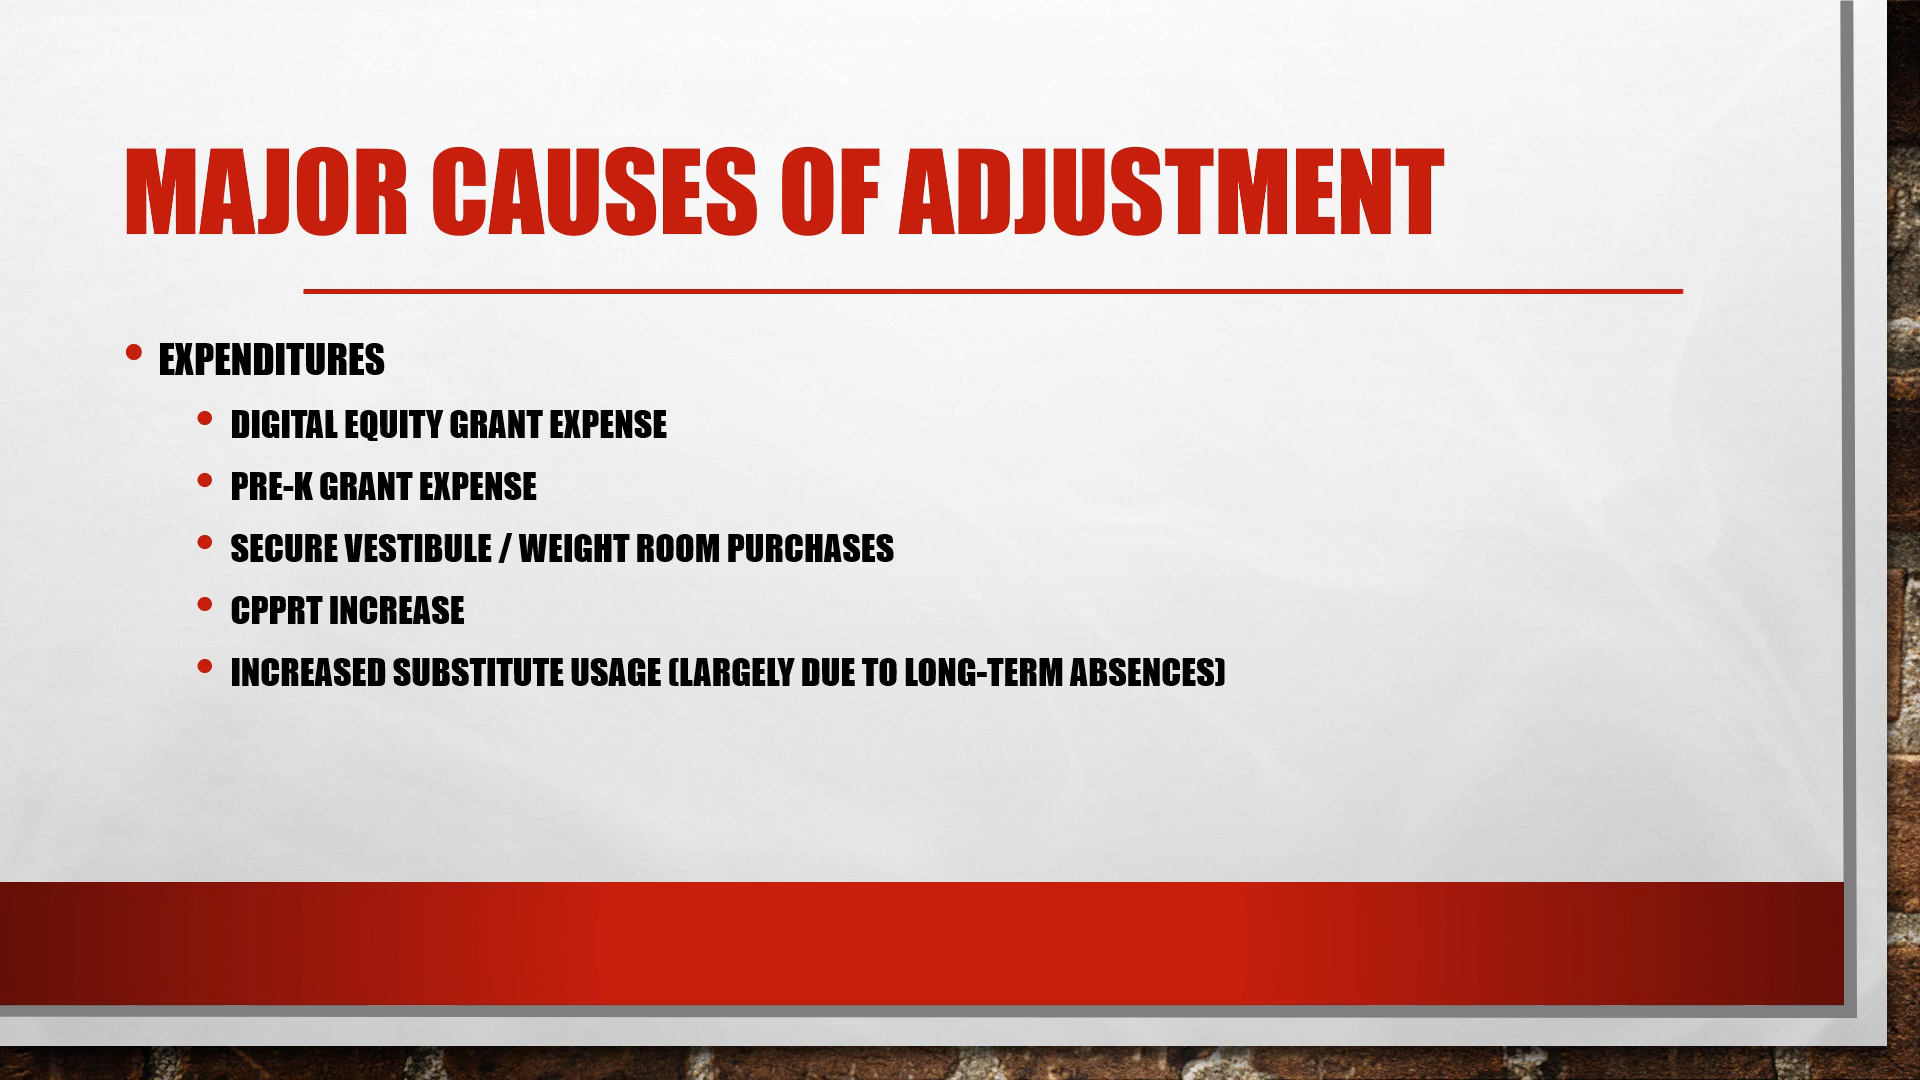 MAJOR CAUSES OF ADJUSTMENT
• EXPENDITURES
• DIGITAL EQUITY GRANT EXPENSE
• PRE-K GRANT EXPENSE
• SECURE VESTIBULE / WEIGHT ROOM PURCHASES
• CPPRT INCREASE
• INCREASED SUBSTITUTE USAGE (LARGELY DUE TO LONG-TERM ABSENCES)